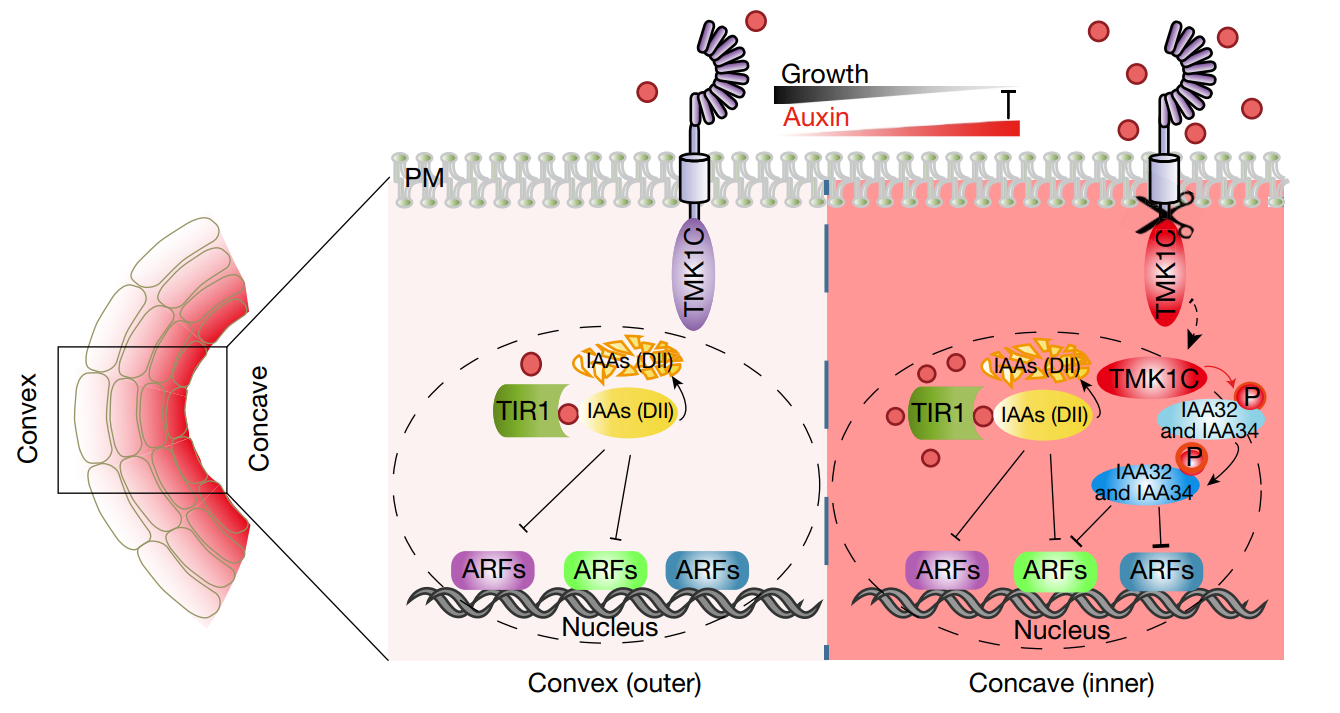 Growth
Auxin
PM
TMK1C
TMK1C
Convex
Concave
IAAs (DII)
TIR1
IAAs (DII)
ARFs
ARFs
ARFs
Nucleus
IAAs (DII)
TIR1
IAAs (DII)
TMK1C
P
IAA32
and IAA34
P
IAA32
and IAA34
ARFs
ARFs
ARFs
Nucleus
Convex (outer)
Concave (inner)